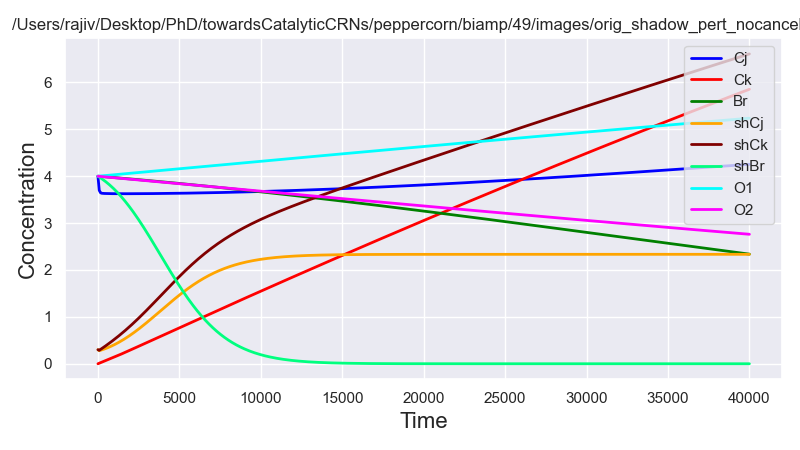 /Users/rajiv/Desktop/PhD/towardsCatalyticCRNs/peppercorn/biamp/49/images/orig_shadow_pert_nocancel
Cj
Ck
Br
shCj
shCk
shBr
O1
O2
Concentration
6
5
4
3
2
1
0
0 5000 10000 15000 20000 25000 30000 35000 40000
Time